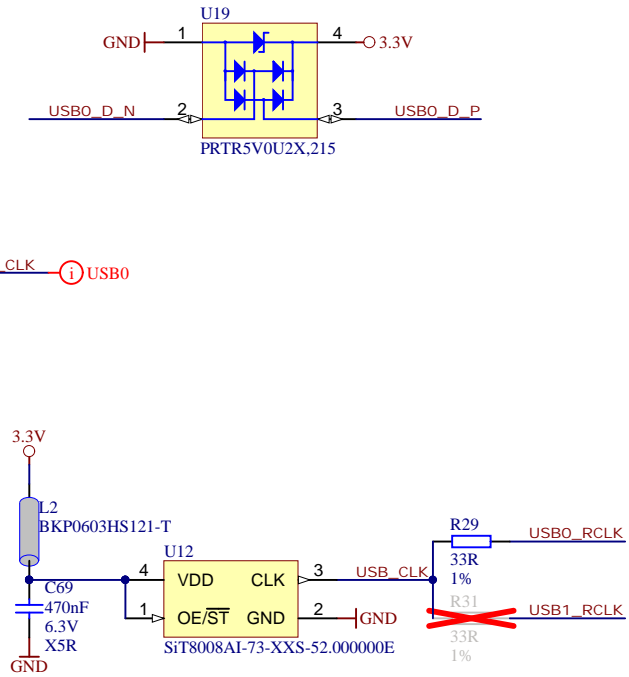 U19
GND
1
4
3.3V
USB0_D_N
2
3
USB0_D_P
PRTR5V0U2X,215
_CLK
i
USB0
3.3V
L2
BKP0603HS121-T
C69
470nF
6.3V
X5R
GND
U12
4
VDD
CLK
3
1
OE/ST
GND
2
GND
SiT8008AI-73-XXS-52.000000E
USB_CLK
R29
33R
1%
USB0_RCLK
R31
33R
1%
USB1_RCLK